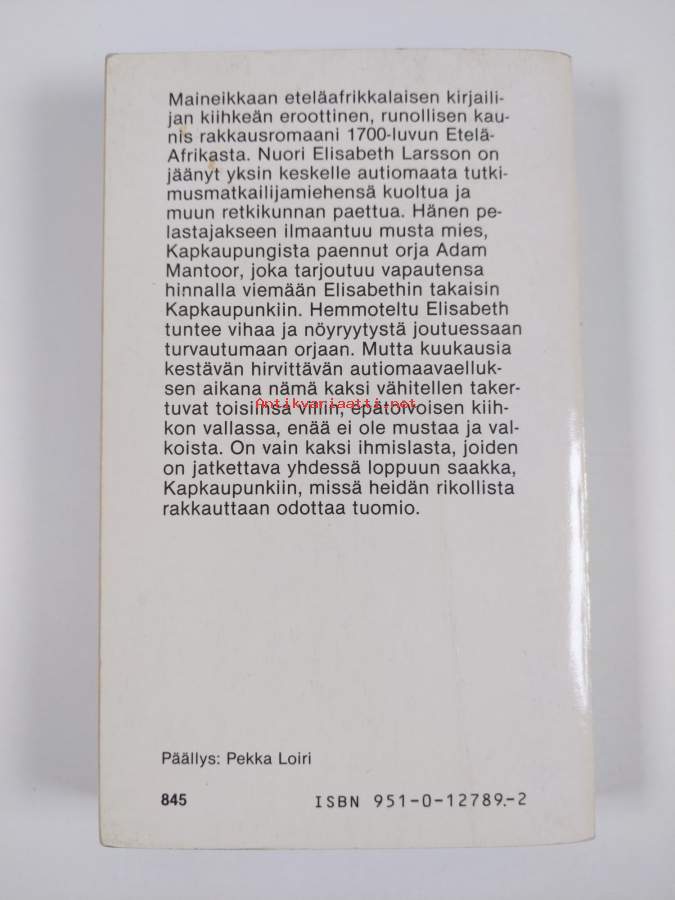 Maineikkaan eteläafrikkalaisen kirjaili-
jan kiihkeän eroottinen, runollisen kau-
nis rakkausromaani 1700-luvun Etelä-
Afrikasta. Nuori Elisabeth Larsson on
jäänyt yksin keskelle autiomaata tutki-
musmatkailijamiehensä kuoltua ja
muun retkikunnan paettua. Hänen pe-
lastajakseen ilmaantuu musta mies,
Kapkaupungista paennut orja Adam
Mantoor, joka tarjoutuu vapautensa
hinnalla viemään Elisabethin takaisin
Kapkaupunkiin. Hemmoteltu Elisabeth
tuntee vihaa ja nöyryytystä joutuessaan
turvautumaan orjaan. Mutta kuukausia
kestävän hirvittävän autiomaavaelluk-
sen aikana nämä kaksi vähitellen taker-
tuvat toisiinsa villin, epätoivoisen kiih-
Antikvariaatti.net
kon vallassa, enää ei ole mustaa ja val-
koista. On vain kaksi ihmislasta, joiden
on jatkettava yhdessä loppuun saakka,
Kapkaupunkiin, missä heidän rikollista
rakkauttaan odottaa tuomio.
Päällys: Pekka Loiri
845 ISBN 951-0-12789-2